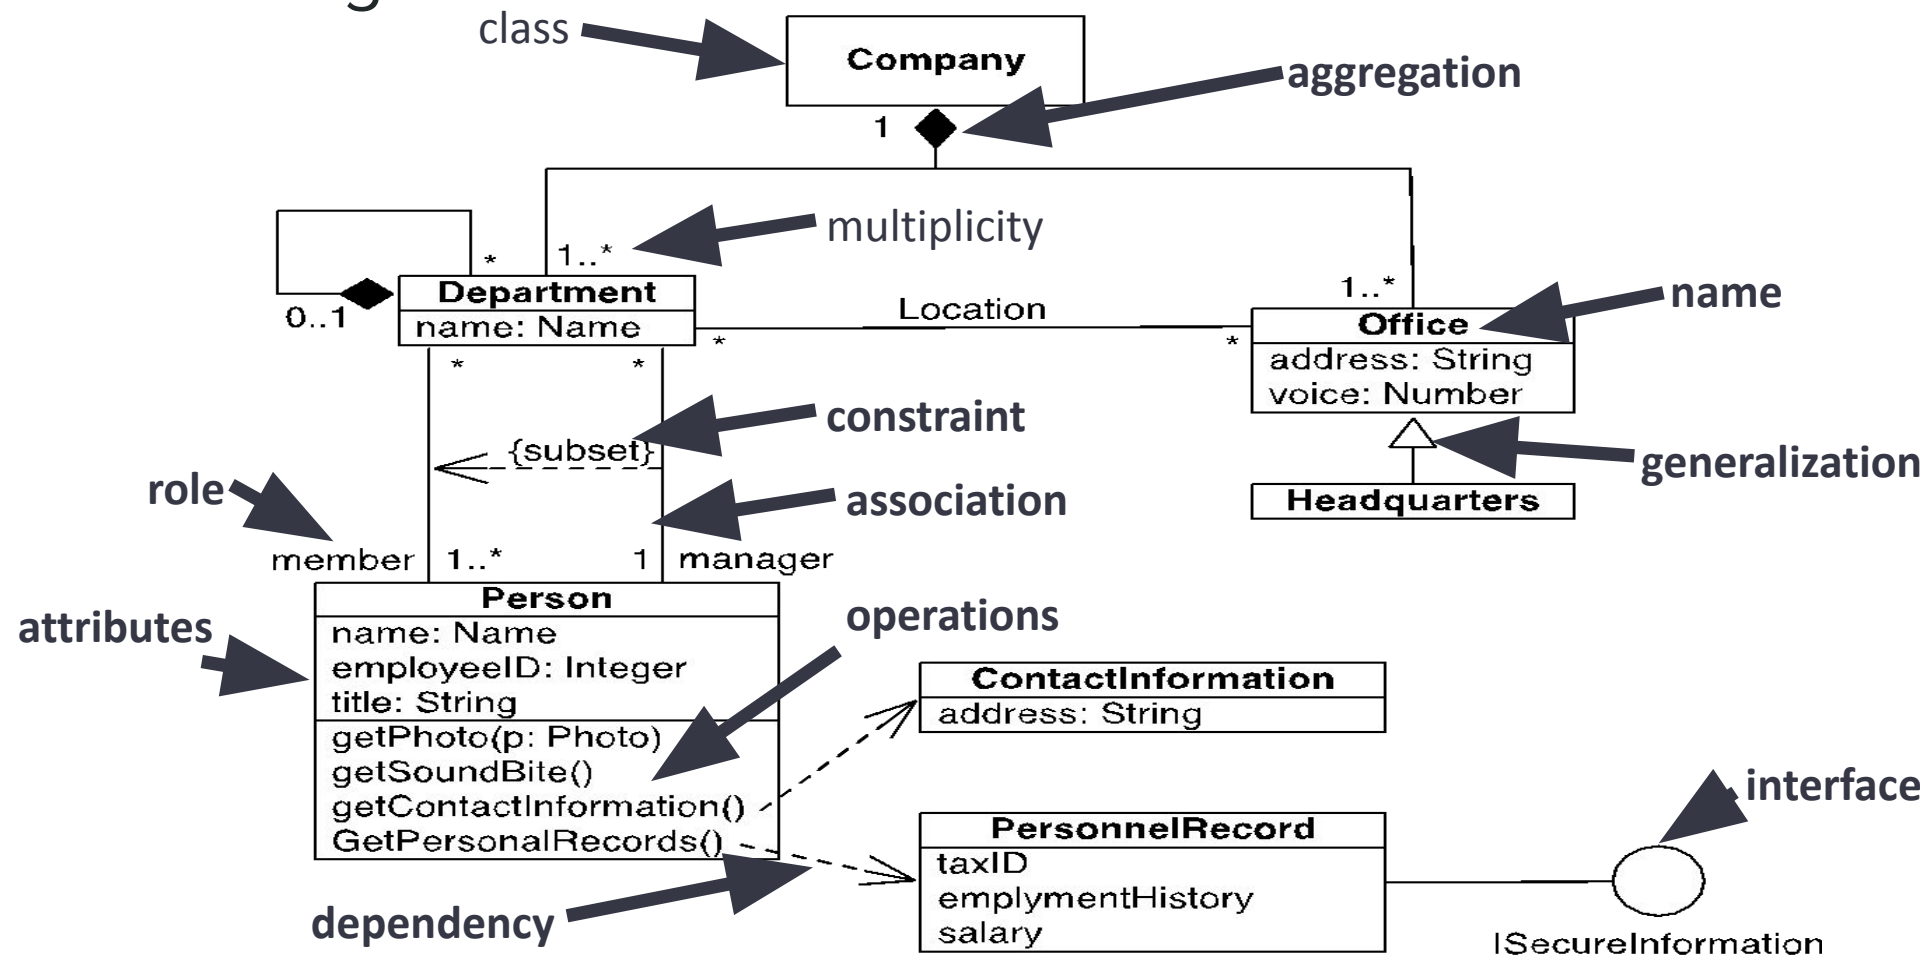 class
Company
aggregation
1
multiplicity
*
1..*
1..*
name
0..1
Department
name: Name
Location
*
*
Office
address: String
voice: Number
*
*
constraint
{subset}
generalization
role
association
Headquarters
member
1..*
1
manager
attributes
Person
name: Name
employeeID: Integer
title: String
operations
getPhoto(p: Photo)
getSoundBite()
getContactInformation()
GetPersonalRecords()
ContactInformation
address: String
interface
PersonnelRecord
taxID
emplymentHistory
salary
dependency
ISecureInformation